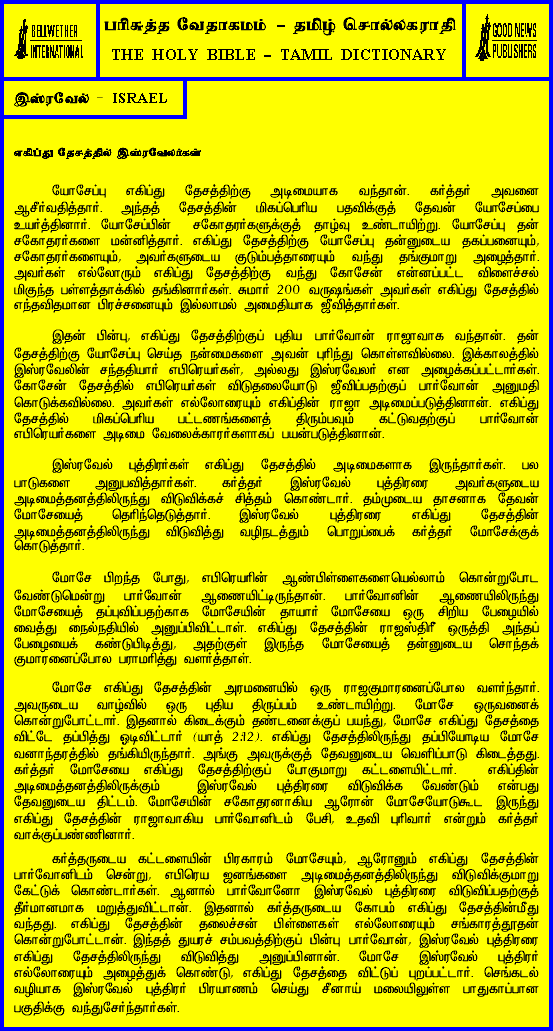 BELLWETHER
INTERNATIONAL
பரிசுத்த வேதாகமம் - தமிழ் சொல்லகராதி
THE HOLY BIBLE - TAMIL DICTIONARY
GOOD NEWS
PUBLISHERS
இஸ்ரவேல் - ISRAEL
எகிப்து தேசத்தில் இஸ்ரவேலர்கள்
யோசேப்பு எகிப்து தேசத்திற்கு அடிமையாக வந்தான். கர்த்தர் அவனை
ஆசீர்வதித்தார். அந்தத் தேசத்தின் மிகப்பெரிய பதவிக்குத் தேவன் யோசேப்பை
உயர்த்தினார். யோசேப்பின் சகோதரர்களுக்குத் தாழ்வு உண்டாயிற்று. யோசேப்பு தன்
சகோதரர்களை மன்னித்தார். எகிப்து தேசத்திற்கு யோசேப்பு தன்னுடைய தகப்பனையும்,
சகோதரர்களையும், அவர்களுடைய குடும்பத்தாரையும் வந்து தங்குமாறு அழைத்தார்.
அவர்கள் எல்லோரும் எகிப்து தேசத்திற்கு வந்து கோசேன் என்னப்பட்ட விளைச்சல்
மிகுந்த பள்ளத்தாக்கில் தங்கினார்கள். சுமார் 200 வருஷங்கள் அவர்கள் எகிப்து தேசத்தில்
எந்தவிதமான பிரச்சனையும் இல்லாமல் அமைதியாக ஜீவித்தார்கள்.
இதன் பின்பு, எகிப்து தேசத்திற்குப் புதிய பார்வோன் ராஜாவாக வந்தான். தன்
தேசத்திற்கு யோசேப்பு செய்த நன்மைகளை அவன் புரிந்து கொள்ளவில்லை. இக்காலத்தில்
இஸ்ரவேலின் சந்ததியார் எபிரெயர்கள், அல்லது இஸ்ரவேலர் என அழைக்கப்பட்டார்கள்.
கோசேன் தேசத்தில் எபிரெயர்கள் விடுதலையோடு ஜீவிப்பதற்குப் பார்வோன் அனுமதி
கொடுக்கவில்லை. அவர்கள் எல்லோரையும் எகிப்தின் ராஜா அடிமைப்படுத்தினான். எகிப்து
தேசத்தில் மிகப்பெரிய பட்டணங்களைத் திரும்பவும் கட்டுவதற்குப் பார்வோன்
எபிரெயர்களை அடிமை வேலைக்காரர்களாகப் பயன்படுத்தினான்.
இஸ்ரவேல் புத்திரர்கள் எகிப்து தேசத்தில் அடிமைகளாக இருந்தார்கள். பல
பாடுகளை அனுபவித்தார்கள். கர்த்தர் இஸ்ரவேல் புத்திரரை அவர்களுடைய
அடிமைத்தனத்திலிருந்து விடுவிக்கச் சித்தம் கொண்டார். தம்முடைய தாசனாக தேவன்
மோசேயைத் தெரிந்தெடுத்தார். இஸ்ரவேல் புத்திரரை எகிப்து தேசத்தின்
அடிமைத்தனத்திலிருந்து விடுவித்து வழிநடத்தும் பொறுப்பைக் கர்த்தர் மோசேக்குக்
கொடுத்தார்.
மோசே பிறந்த போது, எபிரெயரின் ஆண்பிள்ளைகளையெல்லாம் கொன்றுபோட
வேண்டுமென்று பார்வோன் ஆணையிட்டிருந்தான். பார்வோனின் ஆணையிலிருந்து
மோசேயைத் தப்புவிப்பதற்காக மோசேயின் தாயார் மோசேயை ஒரு சிறிய பேழையில்
வைத்து நைல்நதியில் அனுப்பிவிட்டாள். எகிப்து தேசத்தின் ராஜஸ்திரீ ஒருத்தி அந்தப்
பேழையைக் கண்டுபிடித்து, அதற்குள் இருந்த மோசேயைத் தன்னுடைய சொந்தக்
குமாரனைப்போல பராமரித்து வளர்த்தாள்.
மோசே எகிப்து தேசத்தின் அரமனையில் ஒரு ராஜகுமாரனைப்போல வளர்ந்தார்.
அவருடைய வாழ்வில் ஒரு புதிய திருப்பம் உண்டாயிற்று. மோசே ஒருவனைக்
கொன்றுபோட்டார். இதனால் கிடைக்கும் தண்டனைக்குப் பயந்து, மோசே எகிப்து தேசத்தை
விட்டே தப்பித்து ஓடிவிட்டார் (யாத் 2:12). எகிப்து தேசத்திலிருந்து தப்பியோடிய மோசே
வனாந்தரத்தில் தங்கியிருந்தார். அங்கு அவருக்குத் தேவனுடைய வெளிப்பாடு கிடைத்தது.
கர்த்தர் மோசேயை எகிப்து தேசத்திற்குப் போகுமாறு கட்டளையிட்டார். எகிப்தின்
அடிமைத்தனத்திலிருக்கும் இஸ்ரவேல் புத்திரரை விடுவிக்க வேண்டும் என்பது
தேவனுடைய திட்டம். மோசேயின் சகோதரனாகிய ஆரோன் மோசேயோடுகூட இருந்து
எகிப்து தேசத்தின் ராஜாவாகிய பார்வோனிடம் பேசி, உதவி புரிவார் என்றும் கர்த்தர்
வாக்குப்பண்ணினார்.
கர்த்தருடைய கட்டளையின் பிரகாரம் மோசேயும், ஆரோனும் எகிப்து தேசத்தின்
பார்வோனிடம் சென்று, எபிரெய ஜனங்களை அடிமைத்தனத்திலிருந்து விடுவிக்குமாறு
கேட்டுக் கொண்டார்கள். ஆனால் பார்வோனோ இஸ்ரவேல் புத்திரரை விடுவிப்பதற்குத்
தீர்மானமாக மறுத்துவிட்டான். இதனால் கர்த்தருடைய கோபம் எகிப்து தேசத்தின்மீது
வந்தது. எகிப்து தேசத்தின் தலைச்சன் பிள்ளைகள் எல்லோரையும் சங்காரத்தூதன்
கொன்றுபோட்டான். இந்தத் துயரச் சம்பவத்திற்குப் பின்பு பார்வோன், இஸ்ரவேல் புத்திரரை
எகிப்து தேசத்திலிருந்து விடுவித்து அனுப்பினான். மோசே இஸ்ரவேல் புத்திரர்
எல்லோரையும் அழைத்துக் கொண்டு, எகிப்து தேசத்தை விட்டுப் புறப்பட்டார். செங்கடல்
வழியாக இஸ்ரவேல் புத்திரர் பிரயாணம் செய்து சீனாய் மலையிலுள்ள பாதுகாப்பான
பகுதிக்கு வந்துசேர்ந்தார்கள்.